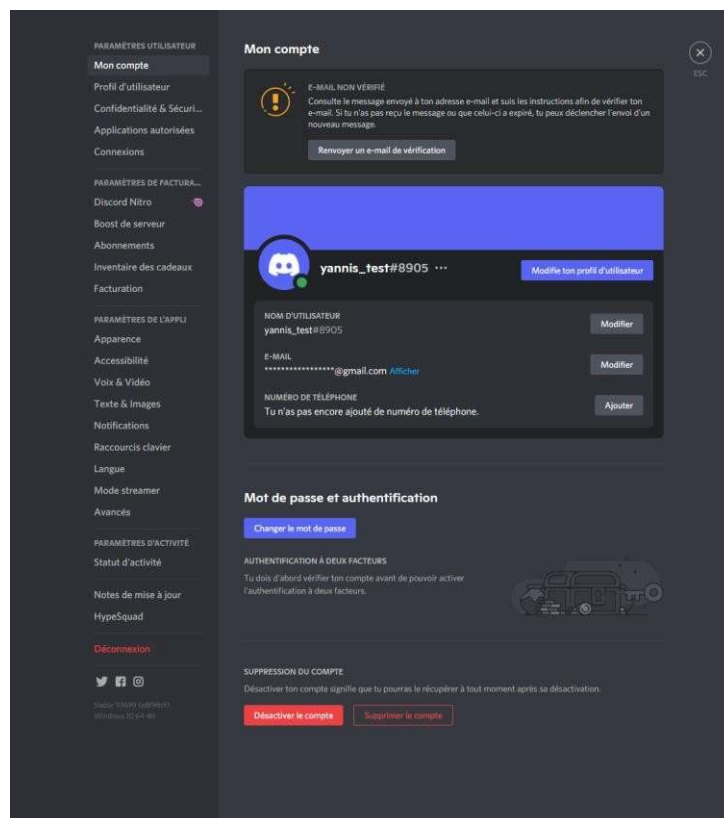 PARAMÈTRES UTILISATEUR
Mon compte
Profil d'utilisateur
Confidentialité & Sécuri...
Applications autorisées
Connexions
PARAMÈTRES DE FACTURA...
Discord Nitro
Boost de serveur
Abonnements
Inventaire des cadeaux
Facturation
PARAMÈTRES DE L'APPLI
Apparence
Accessibilité
Voix & Vidéo
Texte & Images
Notifications
Raccourcis clavier
Langue
Mode streamer
Avancés
PARAMÈTRES D'ACTIVITÉ
Statut d'activité
Notes de mise à jour
HypeSquad
Déconnexion
Windows 10 64-Bit
Mon compte
ESC
E-MAIL NON VÉRIFIÉ
Consulte le message envoyé à ton adresse e-mail et suis les instructions afin de vérifier ton
e-mail. Si tu n'as pas reçu le message ou que celui-ci a expiré, tu peux déclencher l'envoi d'un
nouveau message.
Renvoyer un e-mail de vérification
yannis_test#8905 ···
Modifie ton profil d'utilisateur
NOM D'UTILISATEUR
yannis_test#8905
Modifier
E-MAIL
*****************@gmail.com Afficher
Modifier
NUMÉRO DE TÉLÉPHONE
Tu n'as pas encore ajouté de numéro de téléphone.
Ajouter
Mot de passe et authentification
Changer le mot de passe
AUTHENTIFICATION À DEUX FACTEURS
Tu dois d'abord vérifier ton compte avant de pouvoir activer
l'authentification à deux facteurs.
SUPPRESSION DU COMPTE
Désactiver ton compte signifie que tu pourras le récupérer à tout moment après sa désactivation.
Désactiver le compte
Supprimer le compte